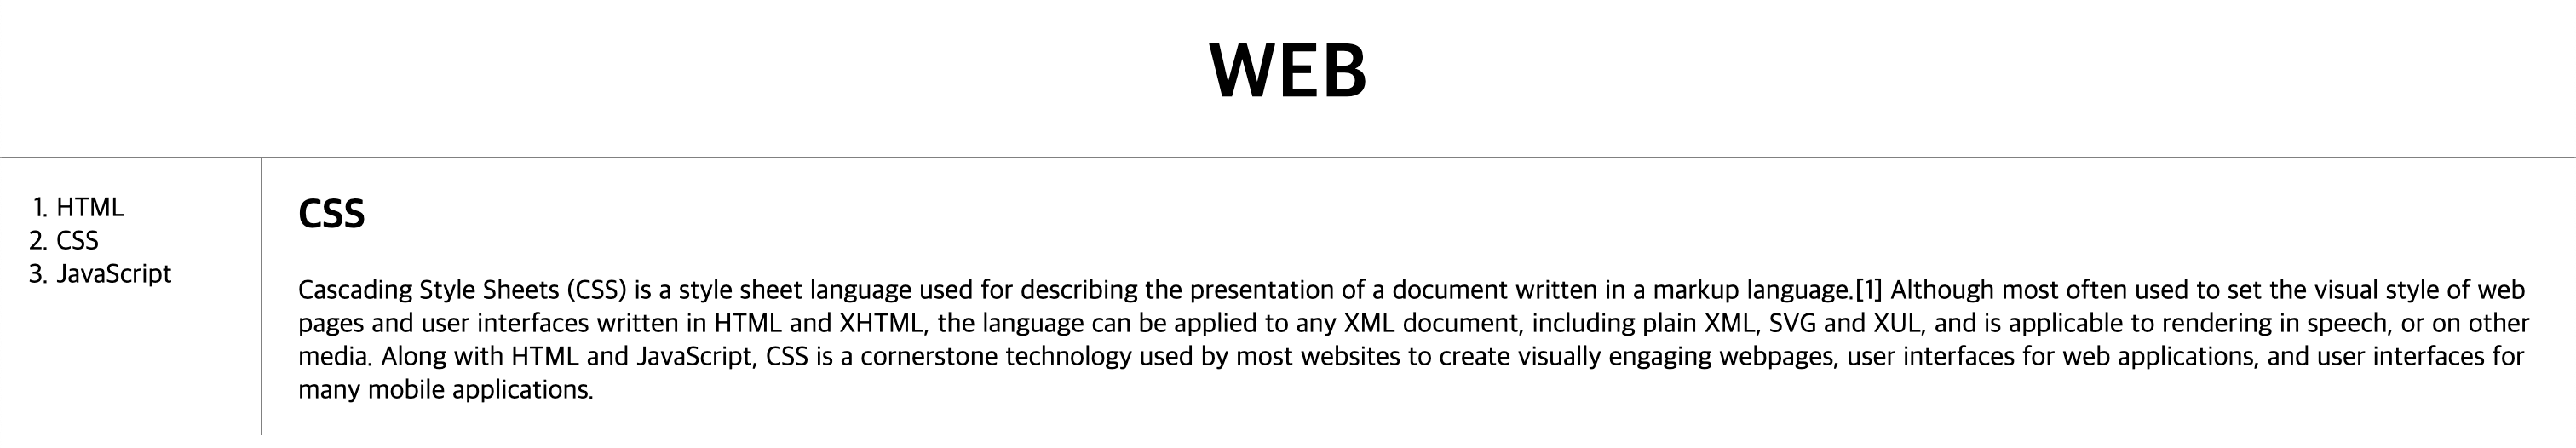 WEB
1. HTML
2. CSS
3. JavaScript
CSS
Cascading Style Sheets (CSS) is a style sheet language used for describing the presentation of a document written in a markup language.[1] Although most often used to set the visual style of web
pages and user interfaces written in HTML and XHTML, the language can be applied to any XML document, including plain XML, SVG and XUL, and is applicable to rendering in speech, or on other
media. Along with HTML and JavaScript, CSS is a cornerstone technology used by most websites to create visually engaging webpages, user interfaces for web applications, and user interfaces for
many mobile applications.